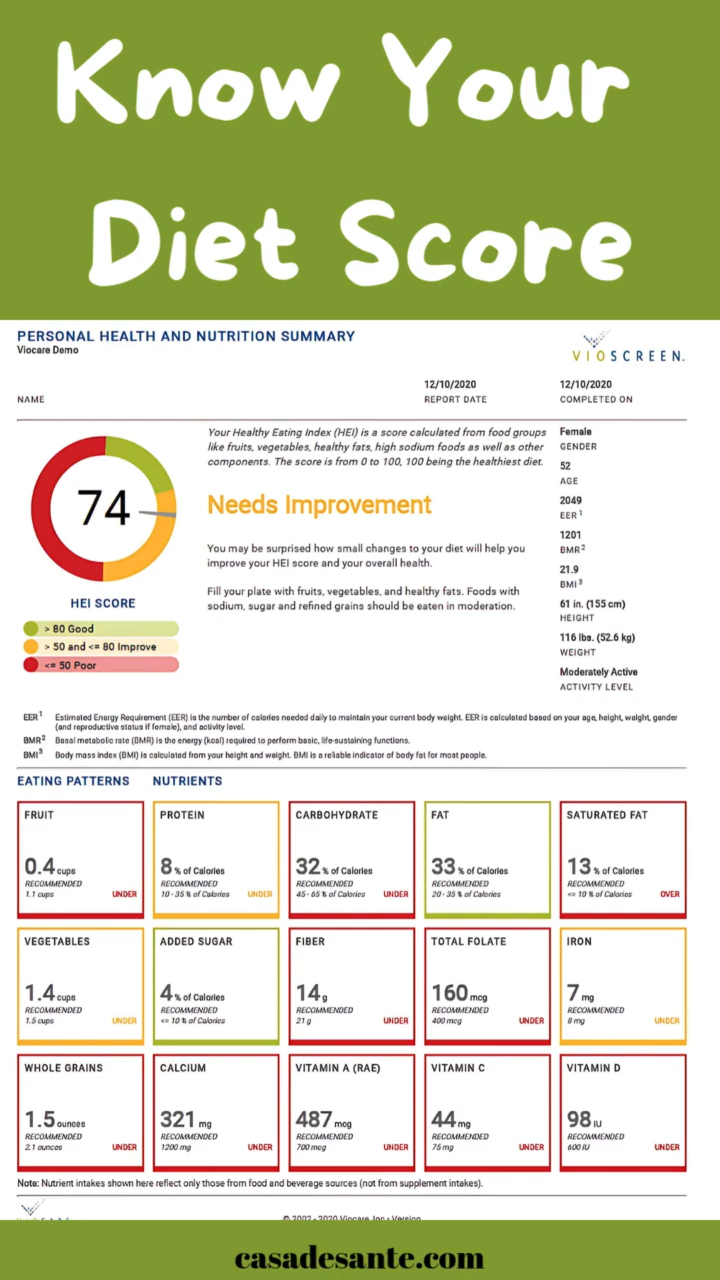 Know Your
Diet Score
PERSONAL HEALTH AND NUTRITION SUMMARY
Viocare Demo
VIOSCREEN.
12/10/2020
12/10/2020
NAME
REPORT DATE
COMPLETED ON
74
HEI SCORE
> 80 Good
> 50 and <= 80 Improve
<= 50 Poor
Your Healthy Eating Index (HEI) is a score calculated from food groups
like fruits, vegetables, healthy fats, high sodium foods as well as other
components. The score is from 0 to 100, 100 being the healthiest diet.
Needs Improvement
You may be surprised how small changes to your diet will help you
improve your HEI score and your overall health.
Fill your plate with fruits, vegetables, and healthy fats. Foods with
sodium, sugar and refined grains should be eaten in moderation.
Female
GENDER
52
AGE
2049
EER 1
1201
BMR 2
21.9
BMI 3
61 in. (155 cm)
HEIGHT
116 lbs. (52.6 kg)
WEIGHT
Moderately Active
ACTIVITY LEVEL
EER 1 Estimated Energy Requirement (EER) is the number of calories needed daily to maintain your current body weight. EER is calculated based on your age, height, weight, gender
(and reproductive status if female), and activity level.
BMR 2 Basal metabolic rate (BMR) is the energy (kcal) required to perform basic, life-sustaining functions.
BMI 3 Body mass index (BMI) is calculated from your height and weight. BMI is a reliable indicator of body fat for most people.
EATING PATTERNS
NUTRIENTS
FRUIT
0.4 cups
RECOMMENDED
1.1 cups UNDER
PROTEIN
8 % of Calories
RECOMMENDED
10 - 35 % of Calories UNDER
CARBOHYDRATE
32 % of Calories
RECOMMENDED
45 - 65 % of Calories UNDER
FAT
33 % of Calories
RECOMMENDED
20 - 35 % of Calories
SATURATED FAT
13 % of Calories
RECOMMENDED
<= 10 % of Calories OVER
VEGETABLES
1.4 cups
RECOMMENDED
1.5 cups UNDER
ADDED SUGAR
4 % of Calories
RECOMMENDED
<= 10 % of Calories
FIBER
14 g
RECOMMENDED
21 g UNDER
TOTAL FOLATE
160 mcg
RECOMMENDED
400 mcg UNDER
IRON
7 mg
RECOMMENDED
8 mg UNDER
WHOLE GRAINS
1.5 ounces
RECOMMENDED
2.1 ounces UNDER
CALCIUM
321 mg
RECOMMENDED
1200 mg UNDER
VITAMIN A (RAE)
487 mcg
RECOMMENDED
700 mcg UNDER
VITAMIN C
44 mg
RECOMMENDED
75 mg UNDER
VITAMIN D
98 IU
RECOMMENDED
600 IU UNDER
Note: Nutrient intakes shown here reflect only those from food and beverage sources (not from supplement intakes).
© 2002 - 2020 Viocare, Inc • Version
casadesante.com